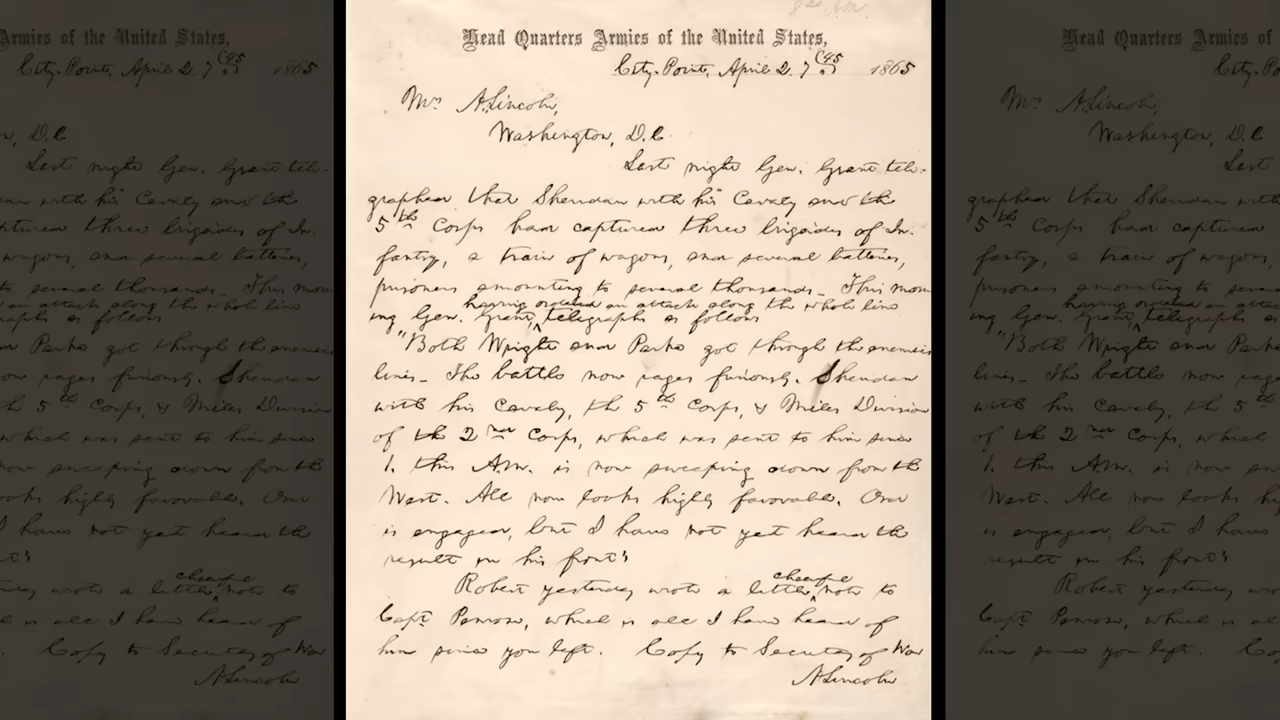 Head Quarters Armies of the United States,
City-Point, April 2. 7/45 1865
Mrs A. Lincoln,
Washington, D.C.
Last night Gen. Grant tele-
graphed that Sheridan with his Cavalry and the
5th Corps had captured three brigades of In-
fantry, a train of wagons, and several batteries,
prisoners amounting to several thousands_ This morn-
having ordered an attack along the whole line
ing Gen. Grant, telegraphs as follows
"Both Wright and Parke got through the enemies
lines_ The battle now rages furiously. Sheridan
with his Cavalry, the 5th Corps, & Miles Division
of the 2nd Corps, which was sent to him since
1. this A.M. is now sweeping down from the
West. All now looks highly favorable. Ord
is engaged, but I have not yet heard the
result on his front"
cheerful
Robert yesterday wrote a little note to
Capt Penrose, which is all I have heard of
him since you left. Copy to Secretary of War
A. Lincoln